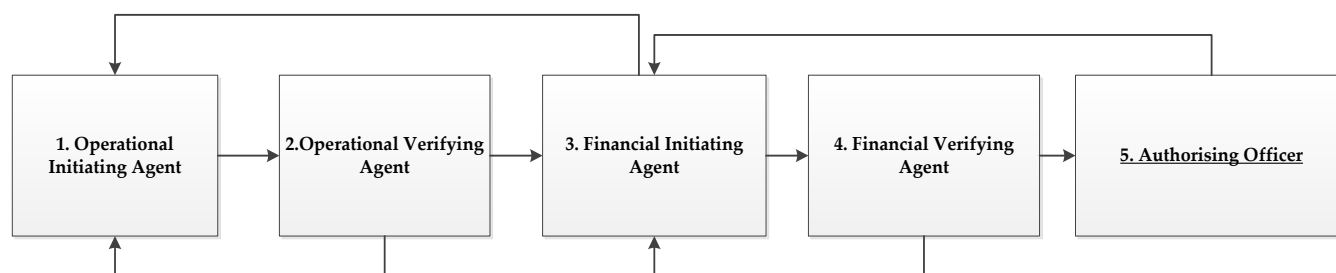 1. Operational
Initiating Agent
2.Operational Verifying
Agent
3. Financial Initiating
Agent
4. Financial Verifying
Agent
5. Authorising Officer